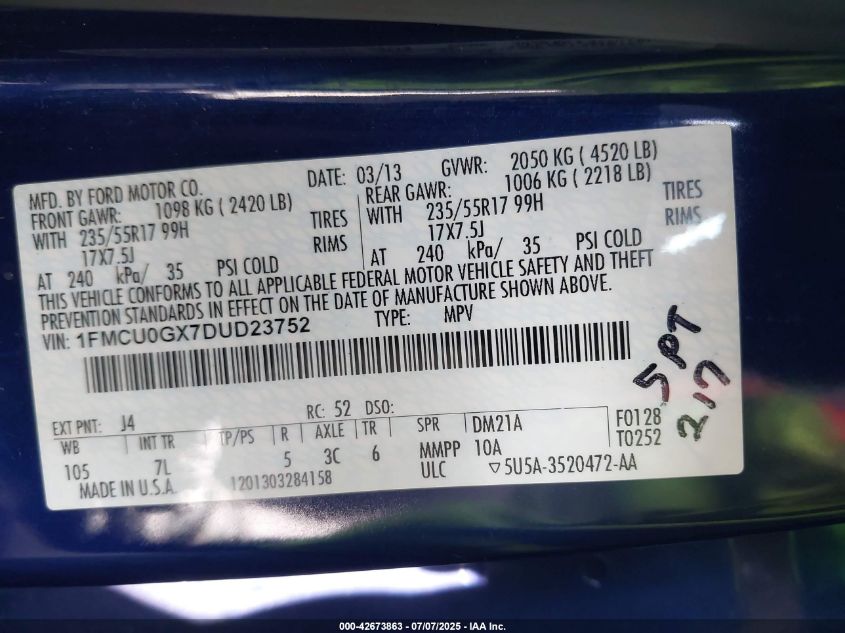 MFD. BY FORD MOTOR CO. DATE: 03/13 GVWR: 2050 KG ( 4520 LB)
FRONT GAWR: 1098 KG ( 2420 LB) REAR GAWR: 1006 KG ( 2218 LB)
WITH 235/55R17 99H TIRES WITH 235/55R17 99H TIRES
17X7.5J RIMS 17X7.5J RIMS
AT 240 kPa/ 35 PSI COLD AT 240 kPa/ 35 PSI COLD
THIS VEHICLE CONFORMS TO ALL APPLICABLE FEDERAL MOTOR VEHICLE SAFETY AND THEFT
PREVENTION STANDARDS IN EFFECT ON THE DATE OF MANUFACTURE SHOWN ABOVE.
VIN: 1FMCU0GX7DUD23752 TYPE: MPV
5 PT
217
EXT PNT: J4 RC: 52 DSO:
WB INT TR TP/PS R AXLE TR SPR DM21A F0128
105 7L 5 3C 6 MMPP 10A T0252
MADE IN U.S.A. 1201303284158 ULC ▽5U5A-3520472-AA
000-42673863 / 07/07/2025 - IAA Inc.